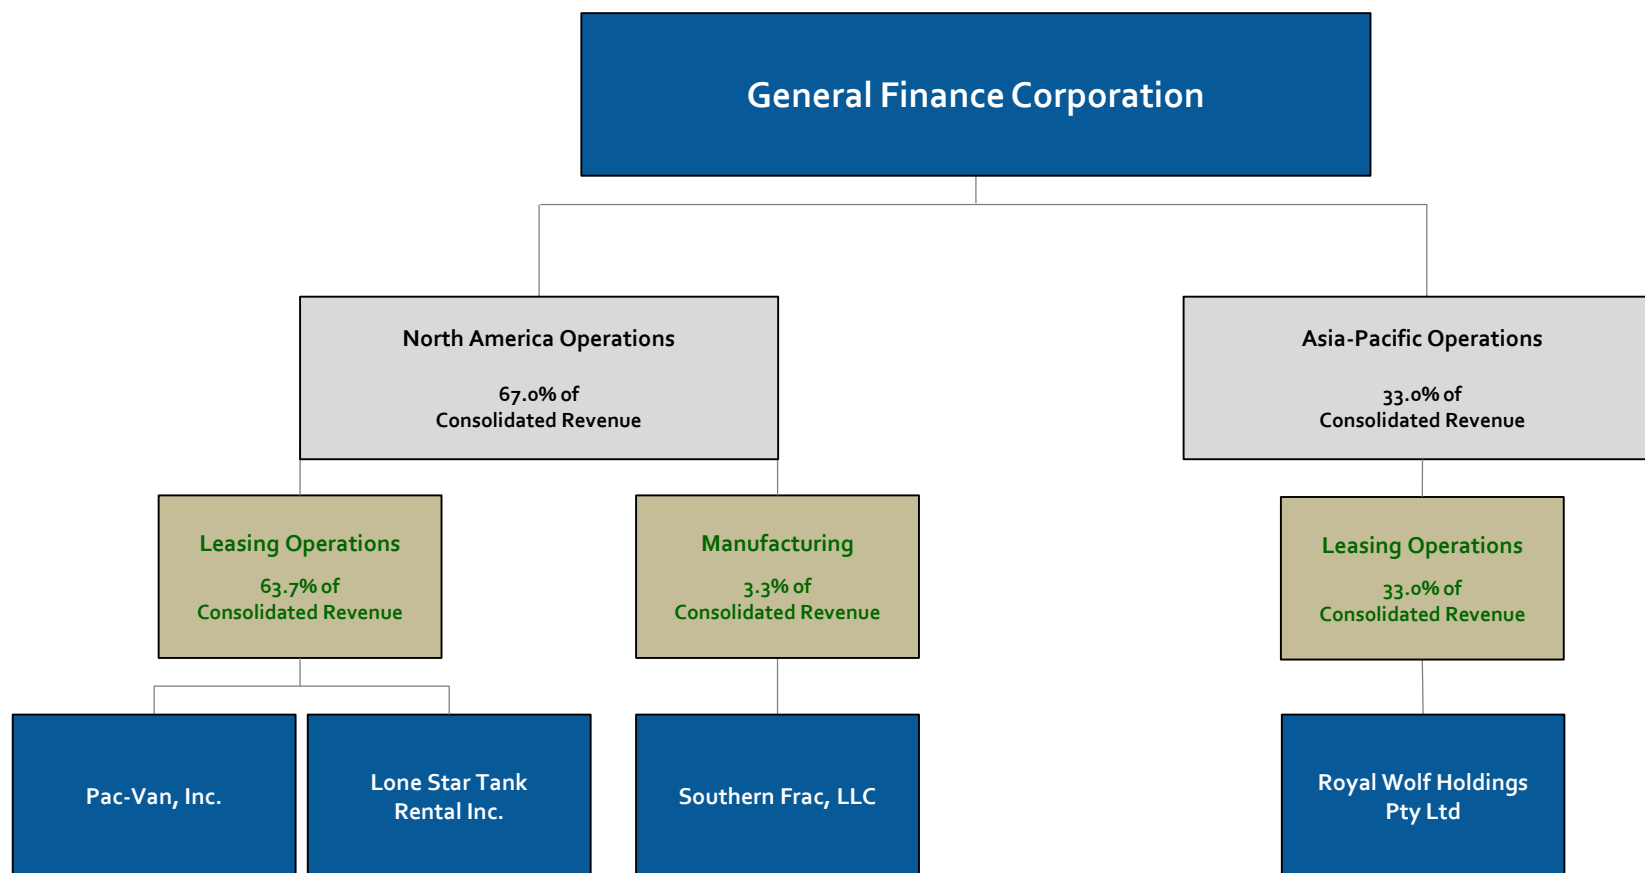 General Finance Corporation
North America Operations
67.0% of
Consolidated Revenue
Asia-Pacific Operations
33.0% of
Consolidated Revenue
Leasing Operations
63.7% of
Consolidated Revenue
Manufacturing
3.3% of
Consolidated Revenue
Leasing Operations
33.0% of
Consolidated Revenue
Pac-Van, Inc.
Lone Star Tank
Rental Inc.
Southern Frac, LLC
Royal Wolf Holdings
Pty Ltd